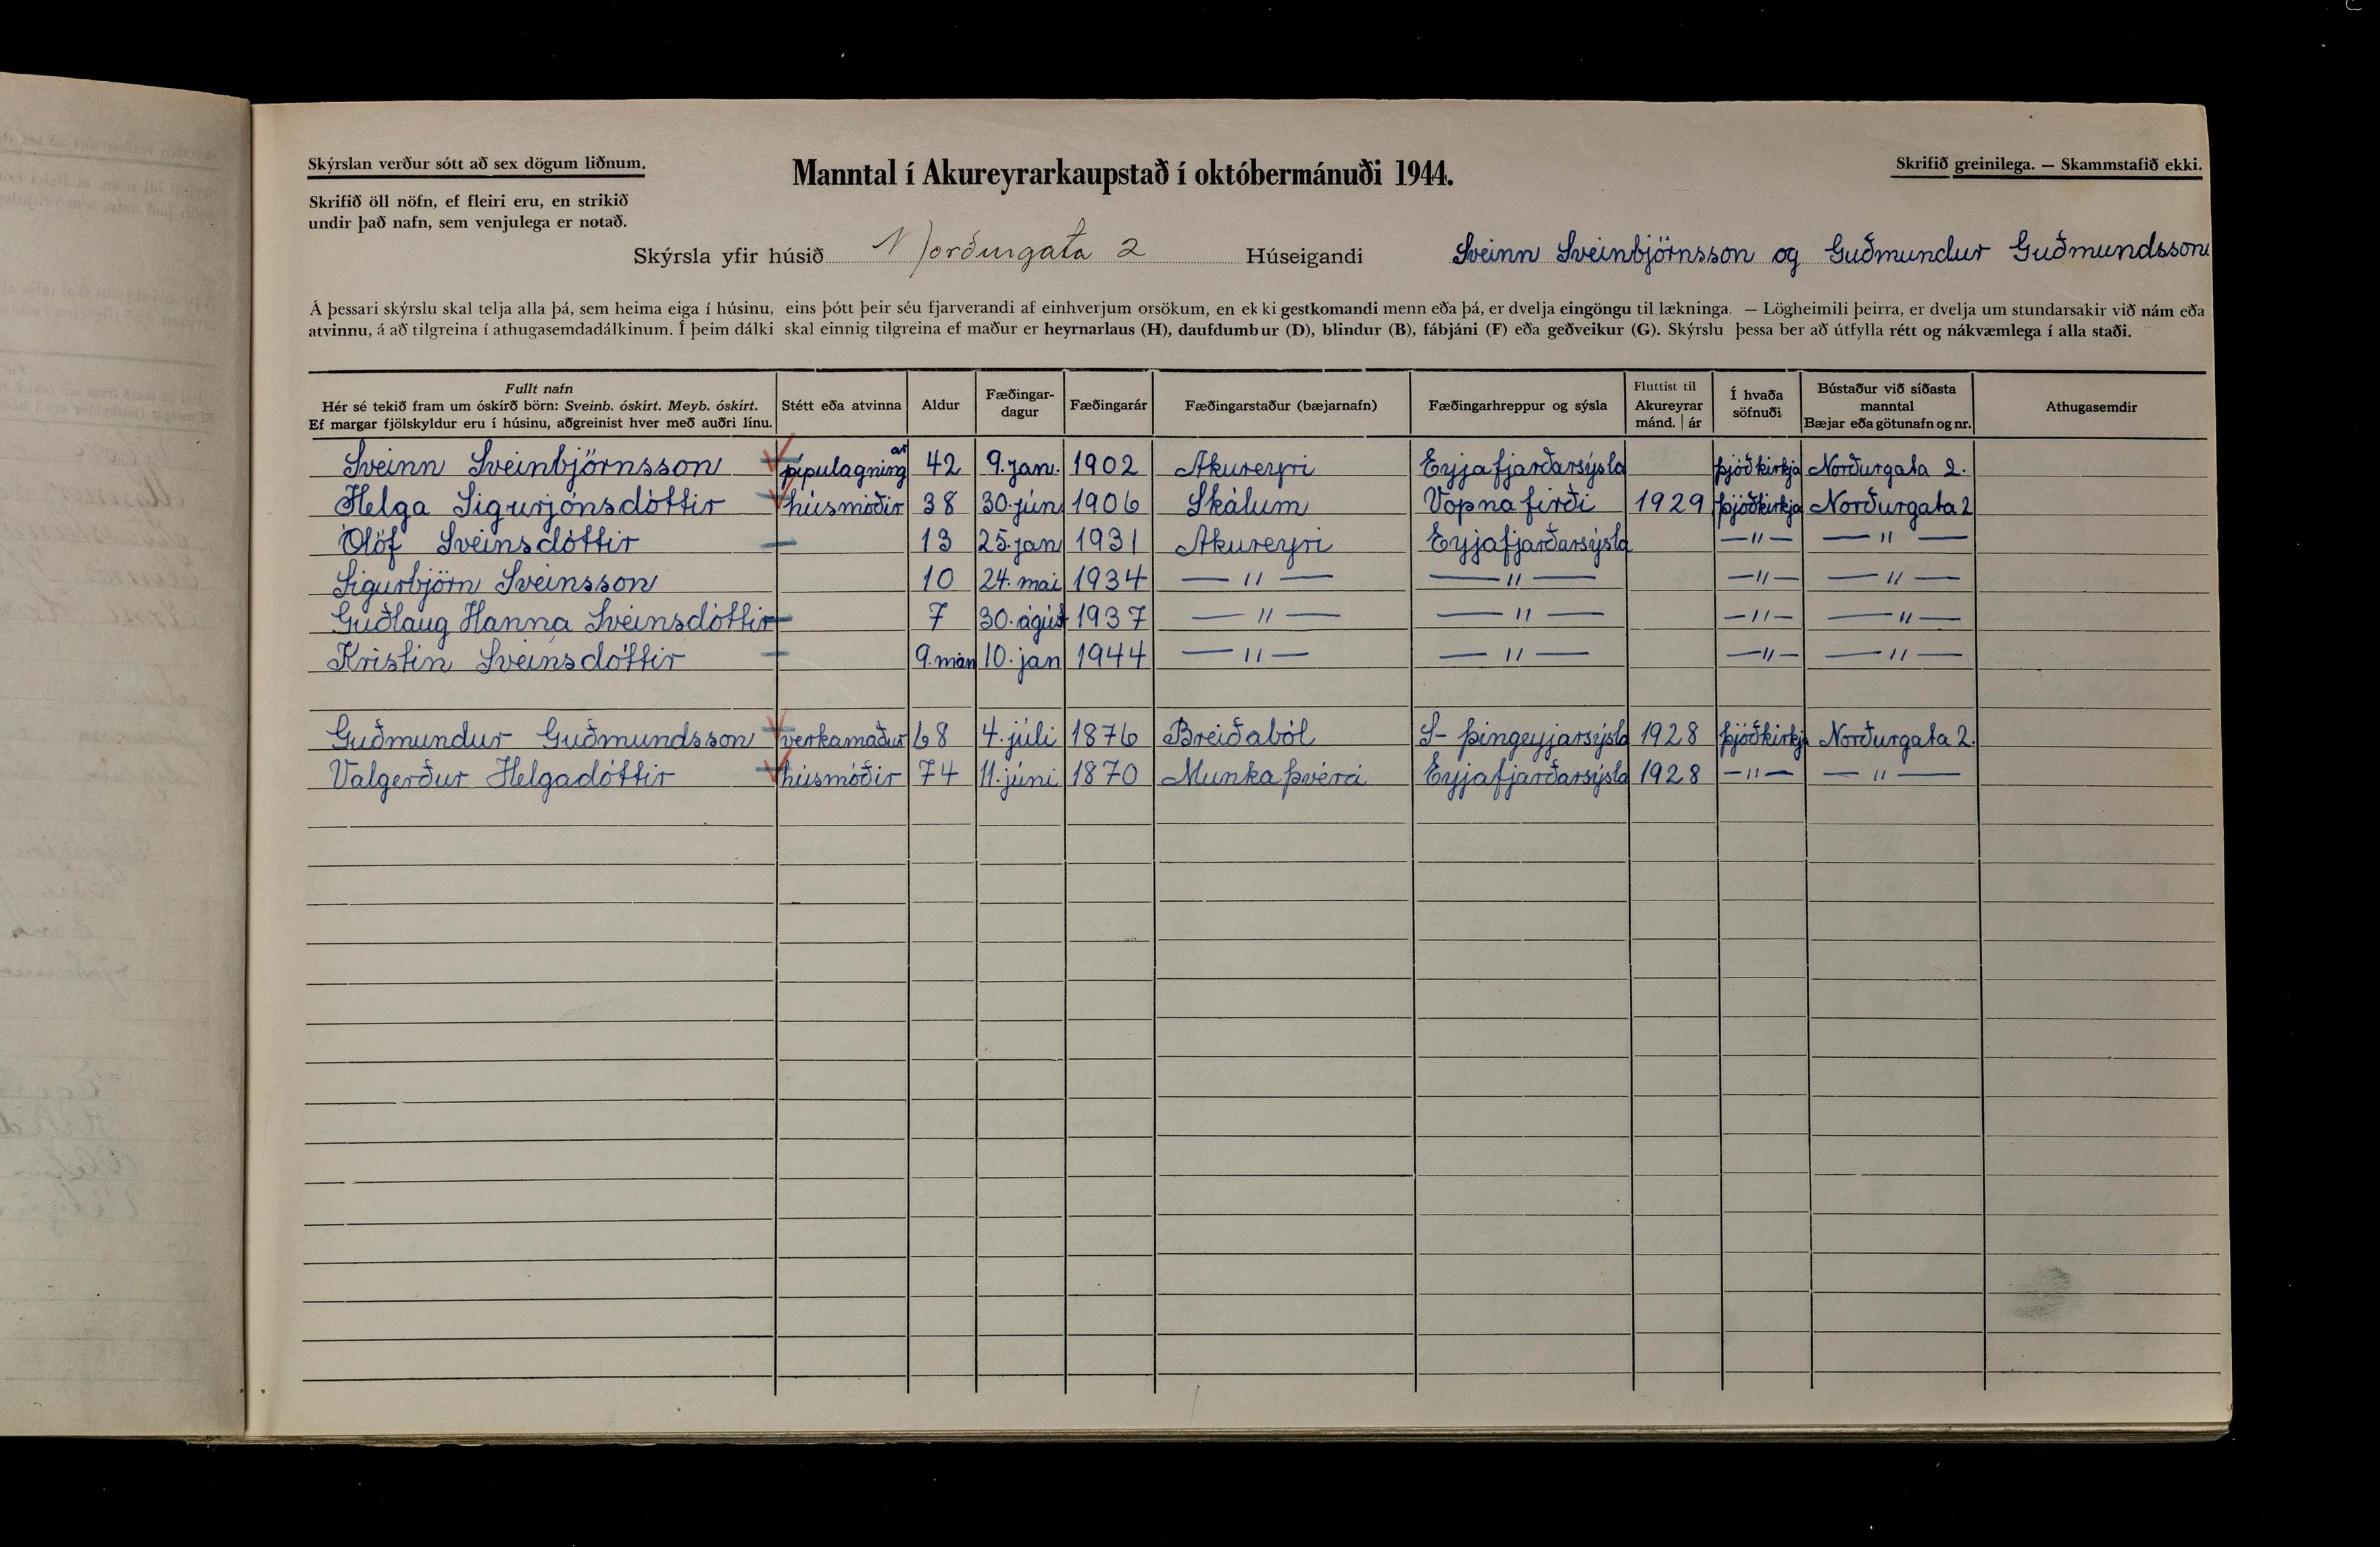 Skýrslan verður sótt að sex dögum liðnum.
Manntal í Akureyrarkaupstað í októbermánuði 1944.
Skrifið greinilega. — Skammstafið ekki.
Skrifið öll nöfn, ef fleiri eru, en strikið
undir það nafn, sem venjulega er notað.
Skýrsla yfir húsið Norðurgata 2 Húseigandi Sveinn Sveinbjörnsson og Guðmundur Guðmundsson.
Á þessari skýrslu skal telja alla þá, sem heima eiga í húsinu, eins þótt þeir séu fjarverandi af einhverjum orsökum, en ekki gestkomandi menn eða þá, er dvelja eingöngu til lækninga. — Lögheimili þeirra, er dvelja um stundarsakir við nám eða
atvinnu, á að tilgreina í athugasemdadálkinum. Í þeim dálki skal einnig tilgreina ef maður er heyrnarlaus (H), daufdumbur (D), blindur (B), fábjáni (F) eða geðveikur (G). Skýrslu þessa ber að útfylla rétt og nákvæmlega í alla staði.
Fullt nafn
Hér sé tekið fram um óskírð börn: Sveinb. óskírt. Meyb. óskírt.
Ef margar fjölskyldur eru í húsinu, aðgreinist hver með auðri línu.
Stétt eða atvinna
Aldur
Fæðingar-
dagur
Fæðingarár
Fæðingarstaður (bæjarnafn)
Fæðingarhreppur og sýsla
Fluttist til
Akureyrar
mánd. | ár
Í hvaða
söfnuði
Bústaður við síðasta
manntal
Bæjar eða götunafn og nr.
Athugasemdir
Sveinn Sveinbjörnsson pípulagningar 42 9. jan. 1902 Akureyri Eyjafjarðarsýsla þjóðkirkja Norðurgata 2.
Helga Sigurjónsdóttir húsmóðir 38 30. jún 1906 Skálum Vopnafirði 1929 þjóðkirkja Norðurgata 2
Ólöf Sveinsdóttir 13 25. jan 1931 Akureyri Eyjafjarðarsýsla — " — — " —
Sigurbjörn Sveinsson 10 24. mai 1934 — " — — " — — " — — " —
Guðlaug Hanna Sveinsdóttir 7 30. ágúst 1937 — " — — " — — " — — " —
Kristin Sveinsdóttir 9. mán 10. jan 1944 — " — — " — — " — — " —
Guðmundur Guðmundsson verkamaður 68 4. júlí 1876 Breiðaból S- þingeyjarsýsla 1928 þjóðkirkja Norðurgata 2.
Valgerður Helgadóttir húsmóðir 74 11. júni 1870 Munkaþverá Eyjafjarðarsýsla 1928 — " — — " —